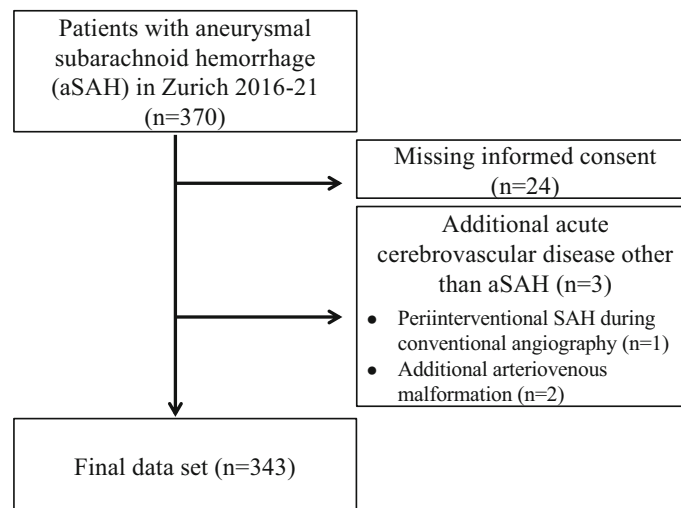 Patients with aneurysmal
subarachnoid hemorrhage
(aSAH) in Zurich 2016-21
(n=370)
Missing informed consent
(n=24)
Additional acute
cerebrovascular disease other
than aSAH (n=3)
● Periinterventional SAH during
conventional angiography (n=1)
● Additional arteriovenous
malformation (n=2)
Final data set (n=343)